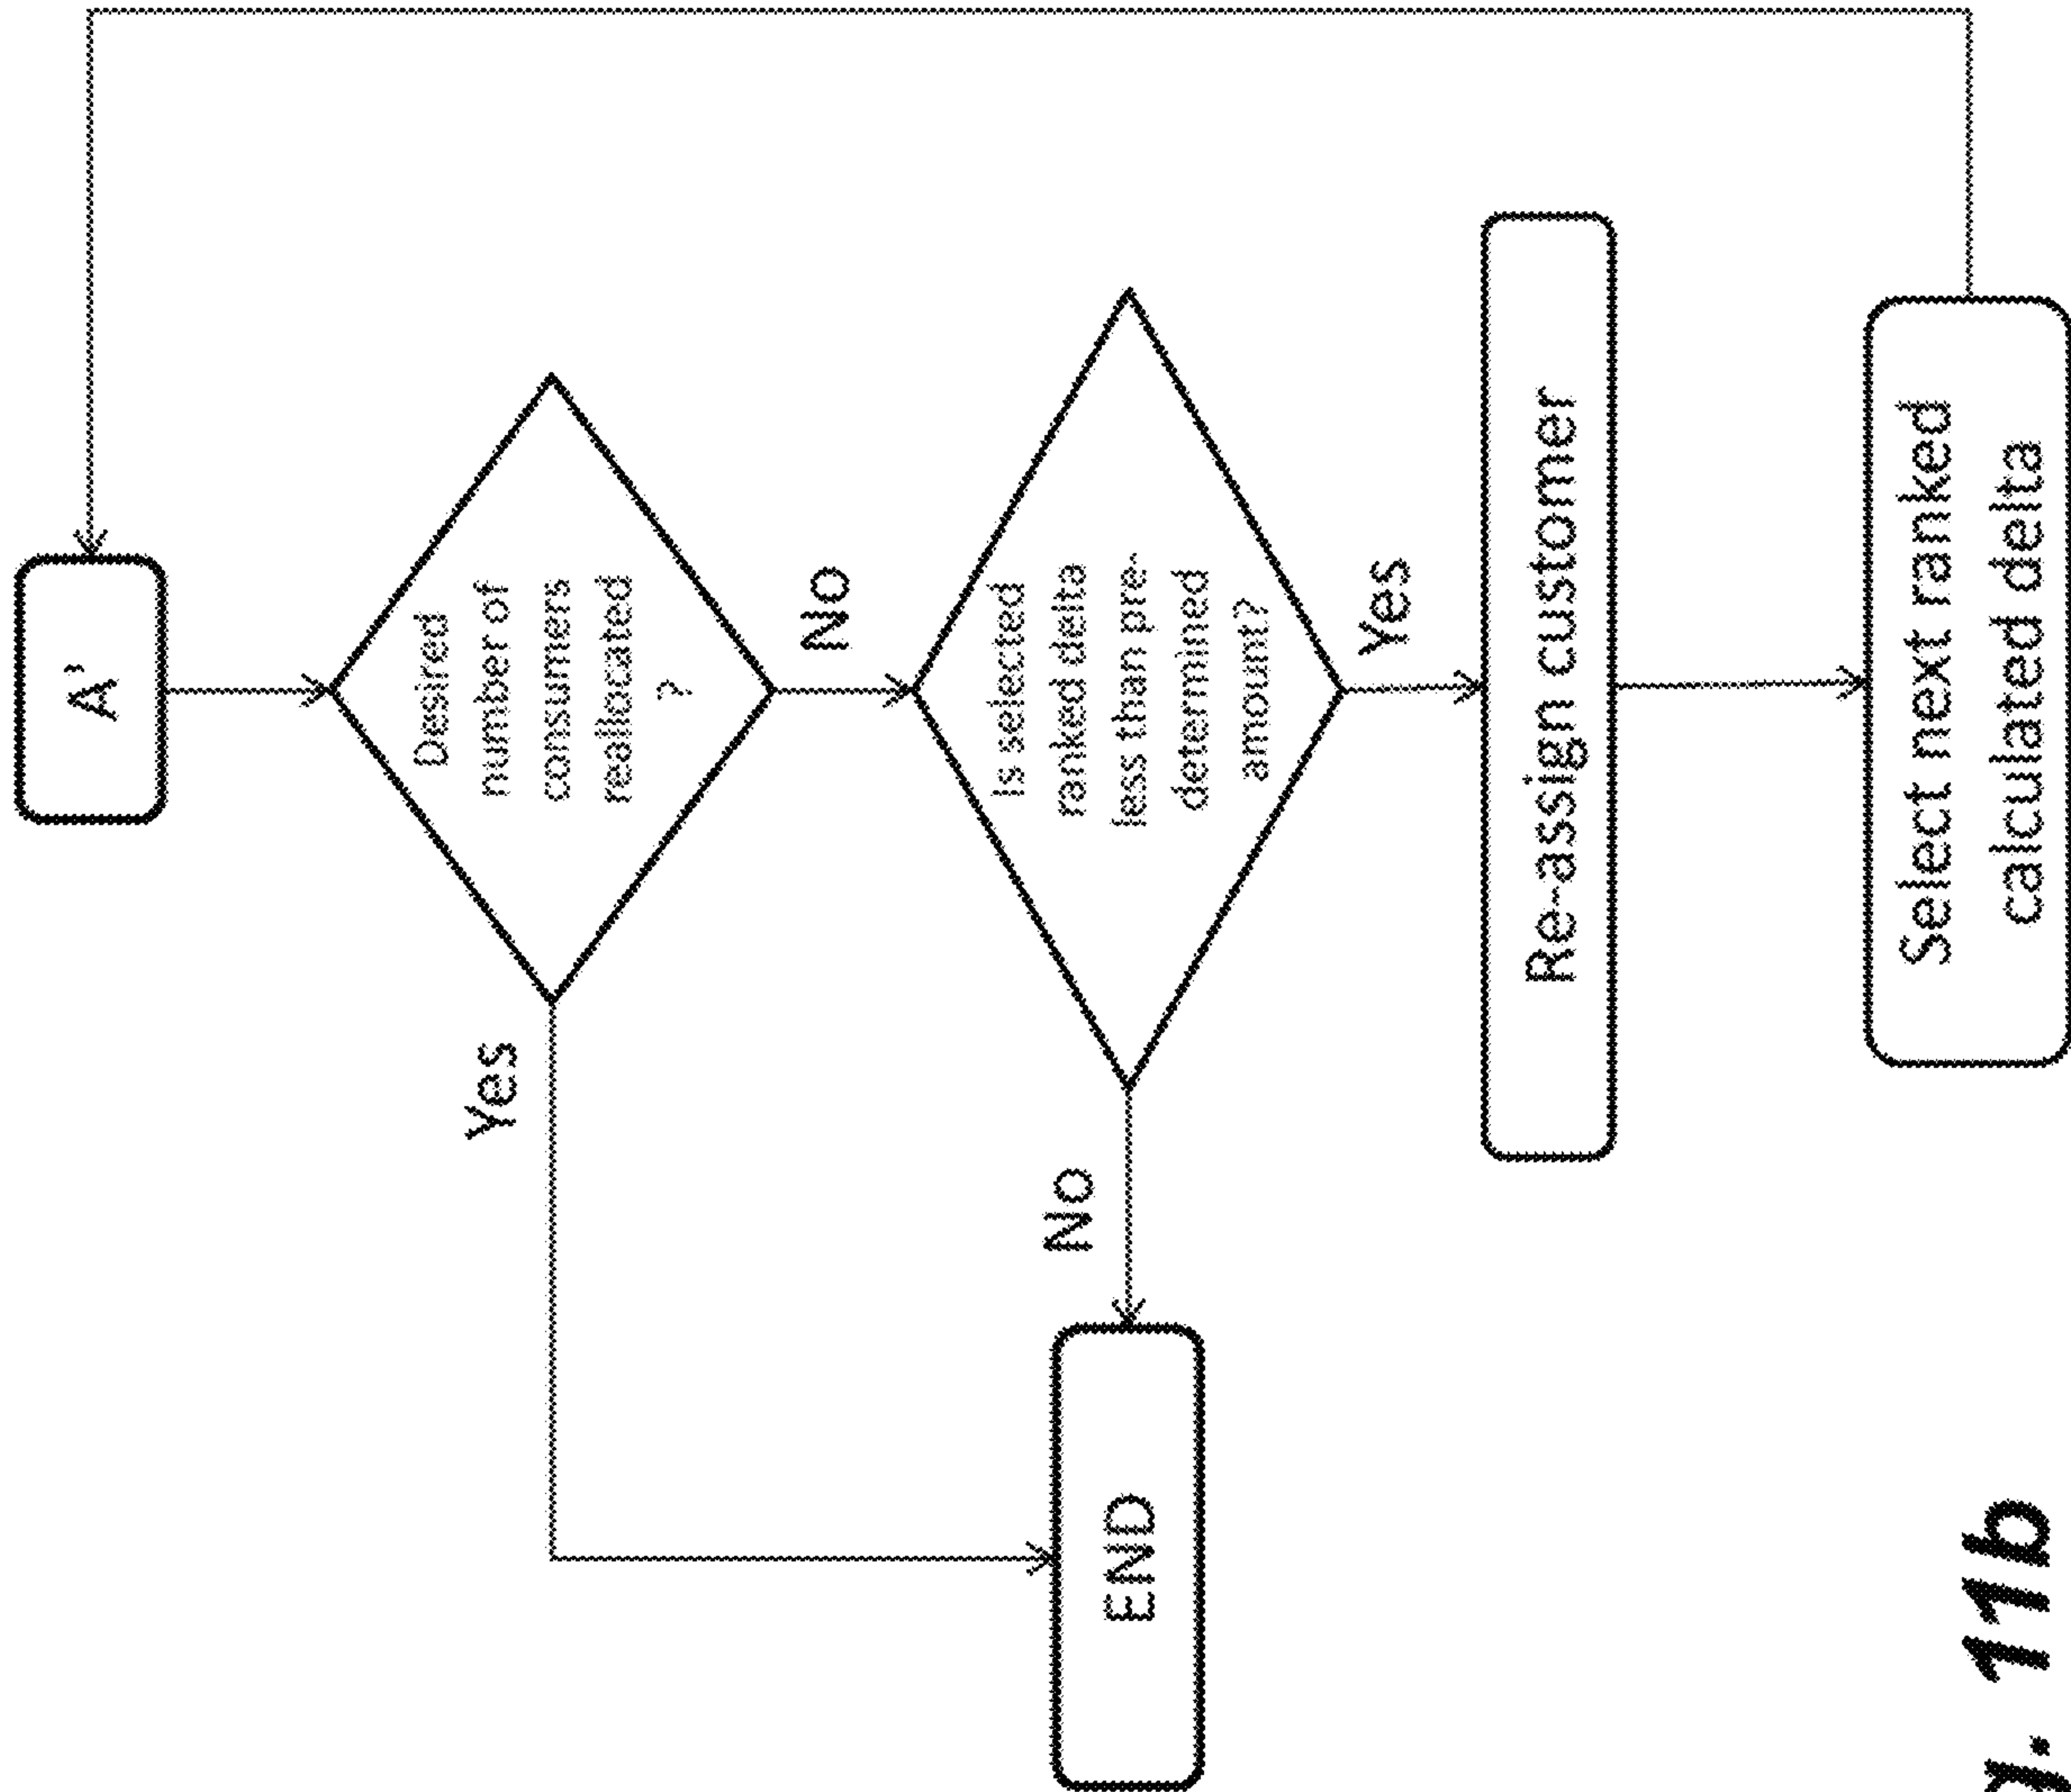 A'
Desired
number of
consumers
reallocated
?
Yes
No
Is selected
ranked delta
less than pre-
determined
amount?
No
Yes
END
Re-assign customer
Select next ranked
calculated delta
g. 11b